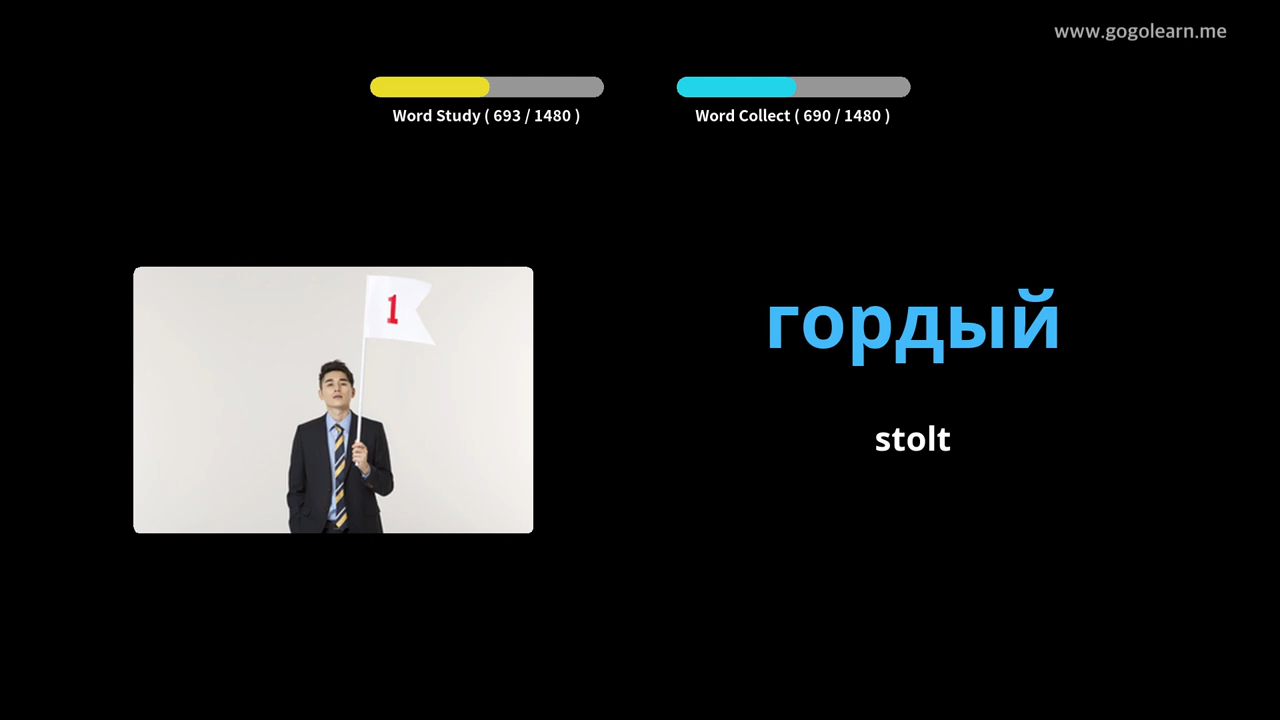 www.gogolearn.me
Word Study ( 693 / 1480 )
Word Collect ( 690 / 1480 )
1
гордый
stolt